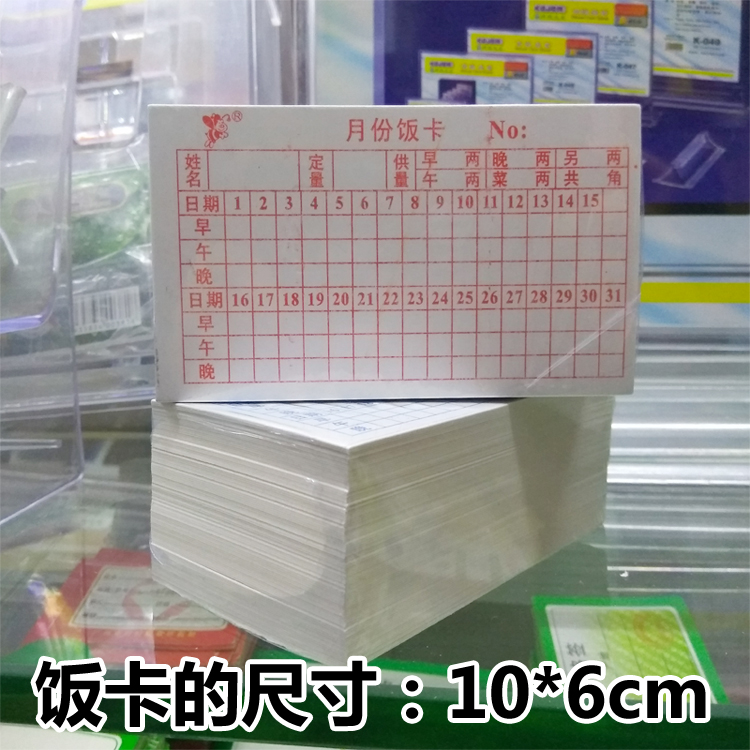 K-040
月份饭卡 No:
姓名 定量 供量 早 两 晚 两 另 两
午 两 菜 两 共 角
日期 1 2 3 4 5 6 7 8 9 10 11 12 13 14 15
早
午
晚
日期 16 17 18 19 20 21 22 23 24 25 26 27 28 29 30 31
早
午
晚
饭卡的尺寸：10*6cm